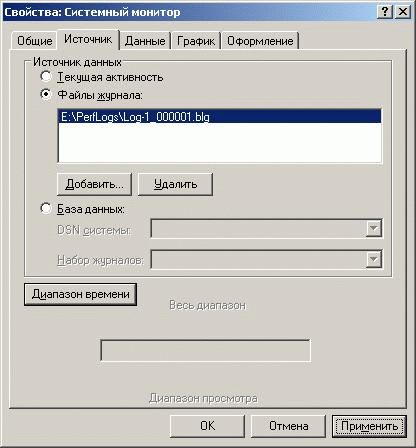 Свойства: Системный монитор
Общие Источник Данные График Оформление
Источник данных
Текущая активность
Файлы журнала:
E:\PerfLogs\Log-1_000001.blg
Добавить... Удалить
База данных:
DSN системы:
Набор журналов:
Диапазон времени
Весь диапазон
Диапазон просмотра
OK Отмена Применить